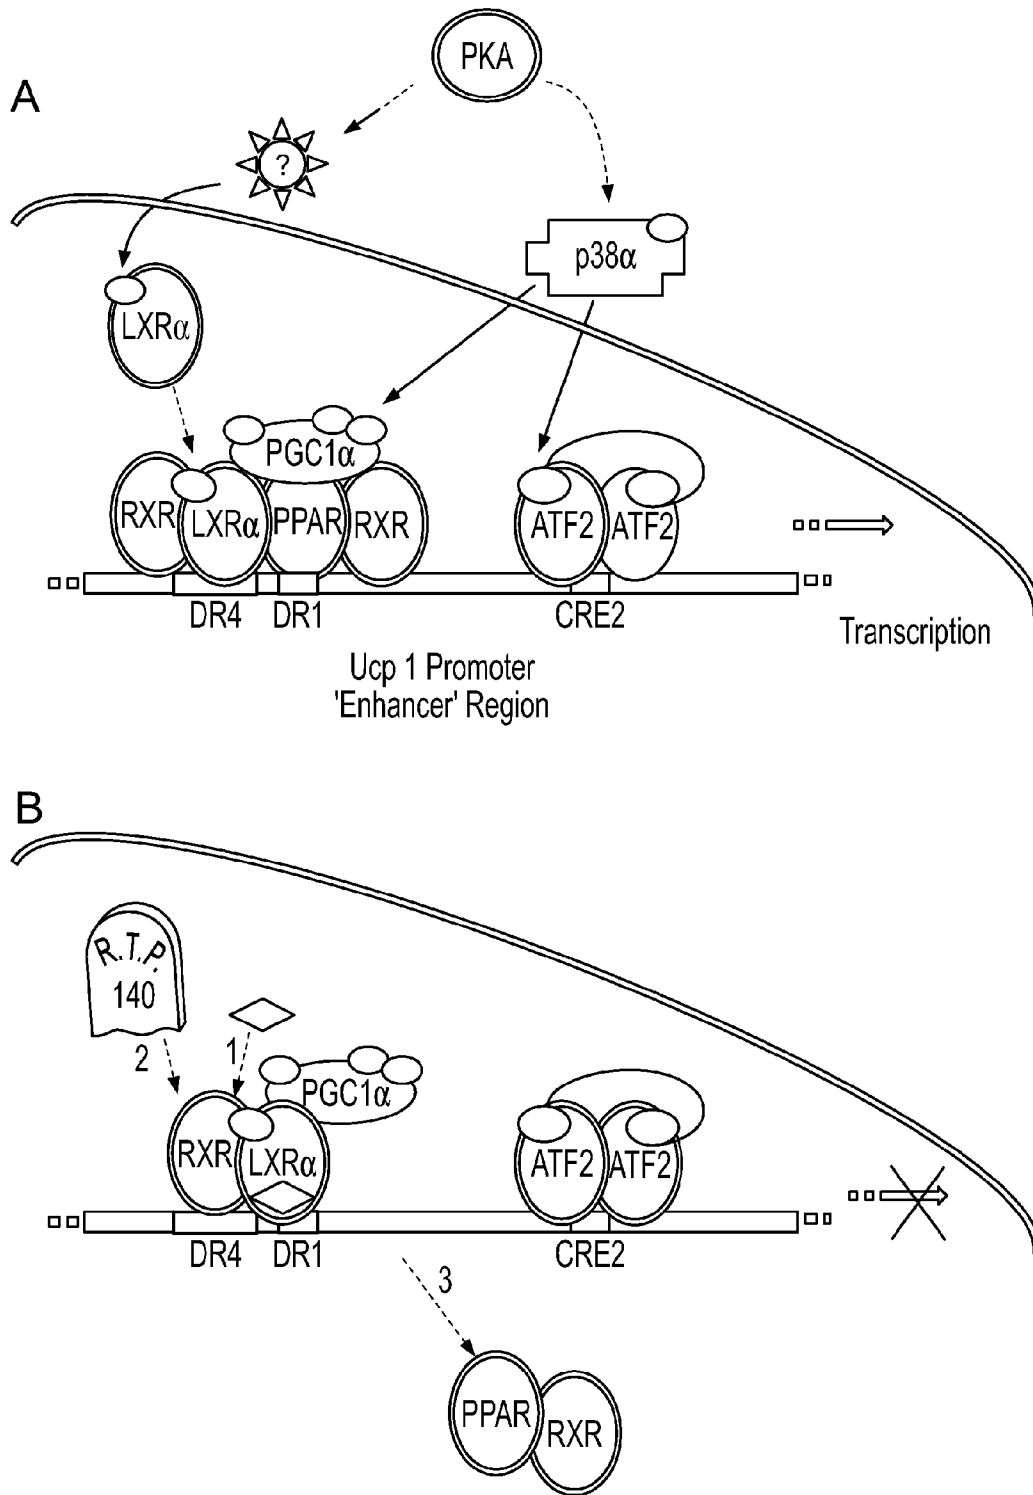 A
PKA
?
p38α
LXRα
PGC1α
RXR
LXRα
PPAR
RXR
ATF2
ATF2
DR4
DR1
CRE2
Transcription
Ucp 1 Promoter
'Enhancer' Region
B
R.T.P.
140
2
1
PGC1α
RXR
LXRα
ATF2
ATF2
DR4
DR1
CRE2
3
PPAR
RXR